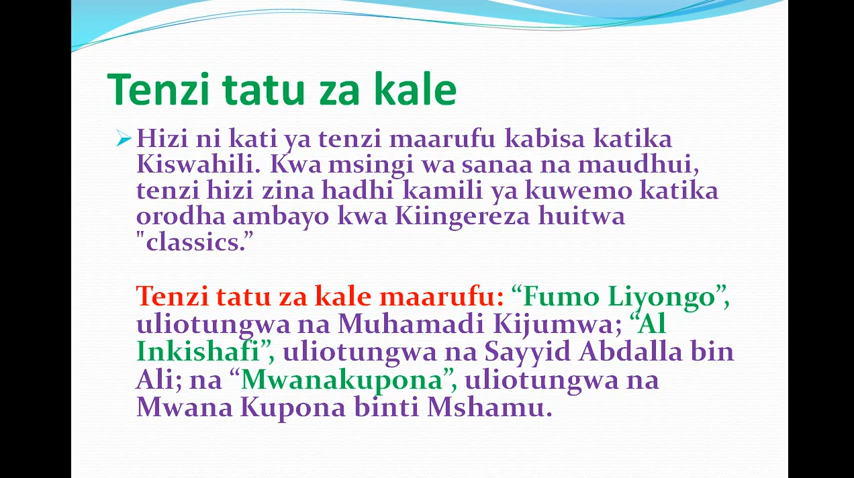 Tenzi tatu za kale
Hizi ni kati ya tenzi maarufu kabisa katika
Kiswahili. Kwa msingi wa sanaa na maudhui,
tenzi hizi zina hadhi kamili ya kuwemo katika
orodha ambayo kwa Kiingereza huitwa
"classics.”
Tenzi tatu za kale maarufu: “Fumo Liyongo”,
uliotungwa na Muhamadi Kijumwa; “Al
Inkishafi”, uliotungwa na Sayyid Abdalla bin
Ali; na “Mwanakupona”, uliotungwa na
Mwana Kupona binti Mshamu.